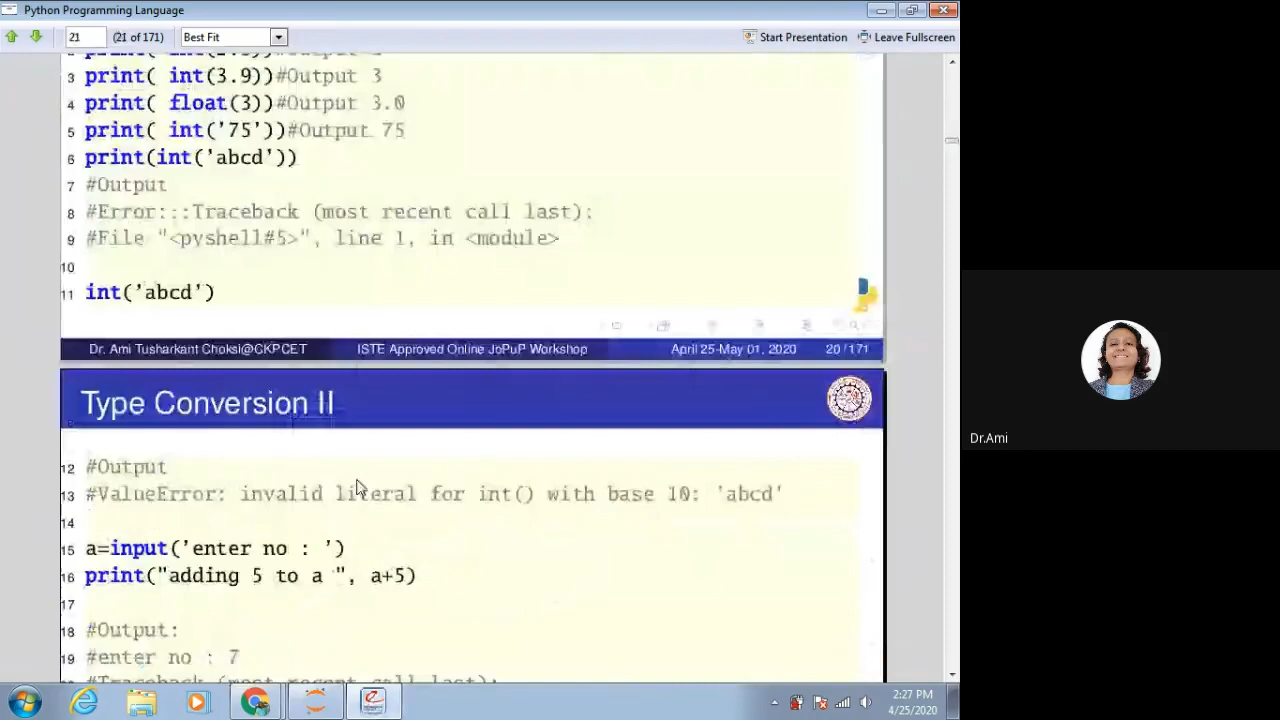 Python Programming Language
21 (21 of 171) Best Fit Start Presentation Leave Fullscreen
3 print( int(3.9))#Output 3
4 print( float(3))#Output 3.0
5 print( int('75'))#Output 75
6 print(int('abcd'))
7 #Output
8 #Error:::Traceback (most recent call last):
9 #File "<pyshell#5>", line 1, in <module>
10
11 int('abcd')
Dr. Ami Tusharkant Choksi@CKPCET ISTE Approved Online JoPuP Workshop April 25-May 01, 2020 20/171
Type Conversion II
12 #Output
13 #ValueError: invalid literal for int() with base 10: 'abcd'
14
15 a=input('enter no : ')
16 print("adding 5 to a ", a+5)
17
18 #Output:
19 #enter no : 7
#Traceback (most recent call last):
Dr.Ami
2:27 PM
4/25/2020